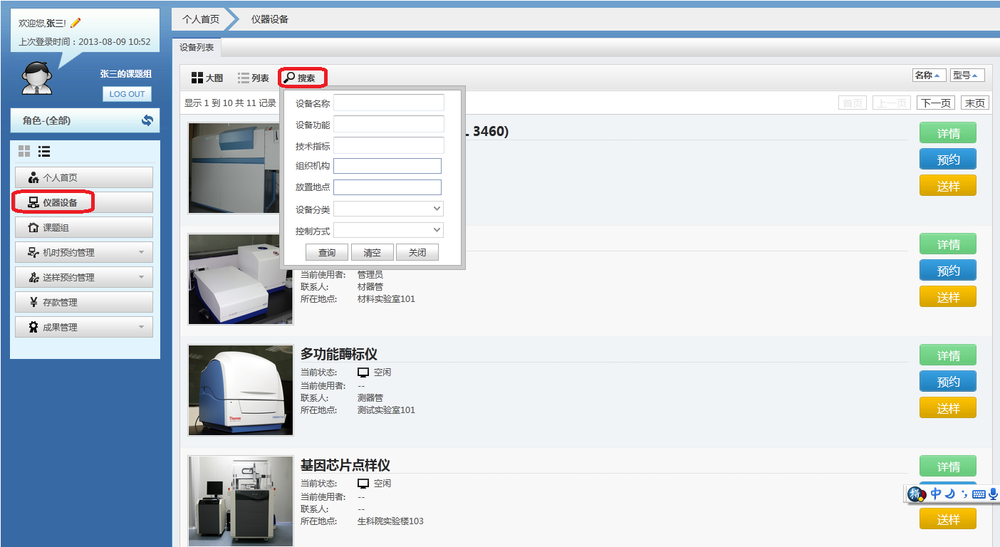 欢迎您,张三!
上次登录时间：2013-08-09 10:52
张三的课题组
LOG OUT
角色-(全部)
个人首页
仪器设备
课题组
机时预约管理
送样预约管理
¥ 存款管理
成果管理
个人首页 仪器设备
设备列表
大图 列表 搜索 名称 型号
显示 1 到 10 共 11 记录 首页 上一页 下一页 末页
设备名称
设备功能
技术指标
组织机构
放置地点
设备分类
控制方式
查询 清空 关闭
3460)
详情
预约
送样
当前使用者: 管理员
联系人: 材器管
所在地点: 材料实验室101
详情
预约
送样
多功能酶标仪
当前状态: 空闲
当前使用者: --
联系人: 测器管
所在地点: 测试实验室101
Thermo
详情
预约
送样
基因芯片点样仪
当前状态: 空闲
当前使用者: --
联系人: --
所在地点: 生科院实验楼103
详情
送样
拼 中